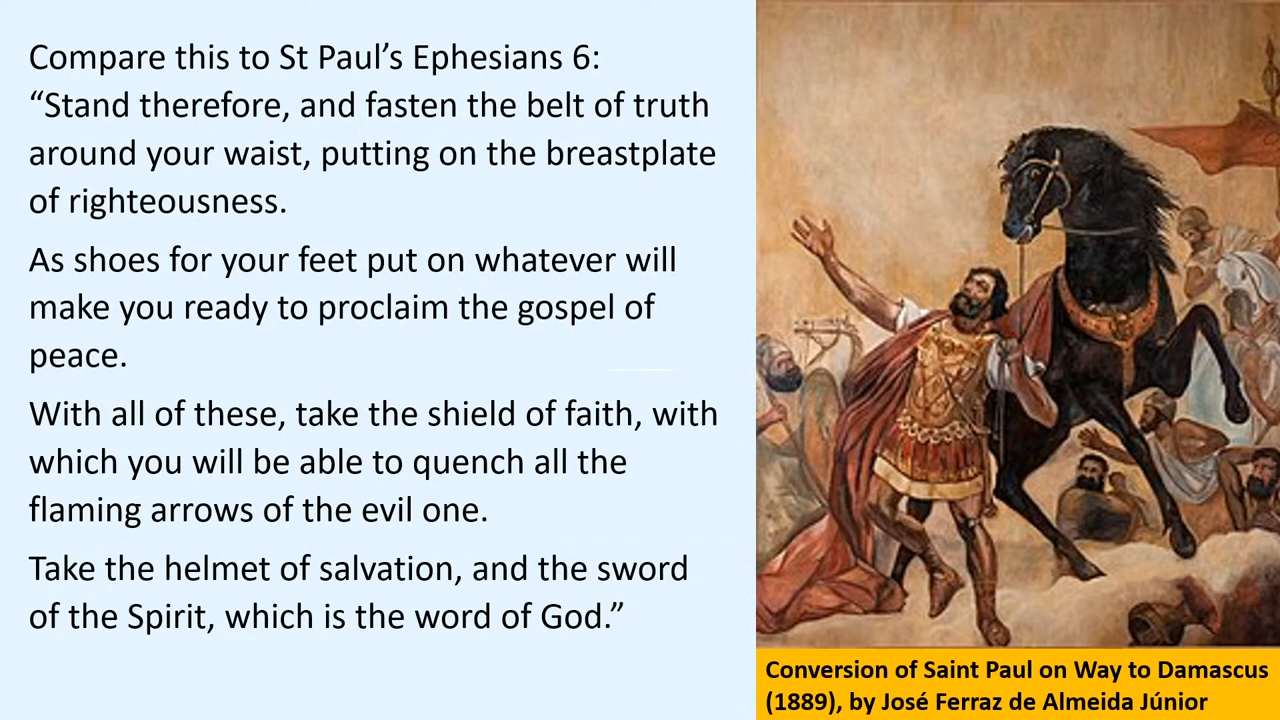 Compare this to St Paul’s Ephesians 6:
“Stand therefore, and fasten the belt of truth
around your waist, putting on the breastplate
of righteousness.
As shoes for your feet put on whatever will
make you ready to proclaim the gospel of
peace.
With all of these, take the shield of faith, with
which you will be able to quench all the
flaming arrows of the evil one.
Take the helmet of salvation, and the sword
of the Spirit, which is the word of God.”
Conversion of Saint Paul on Way to Damascus
(1889), by José Ferraz de Almeida Júnior